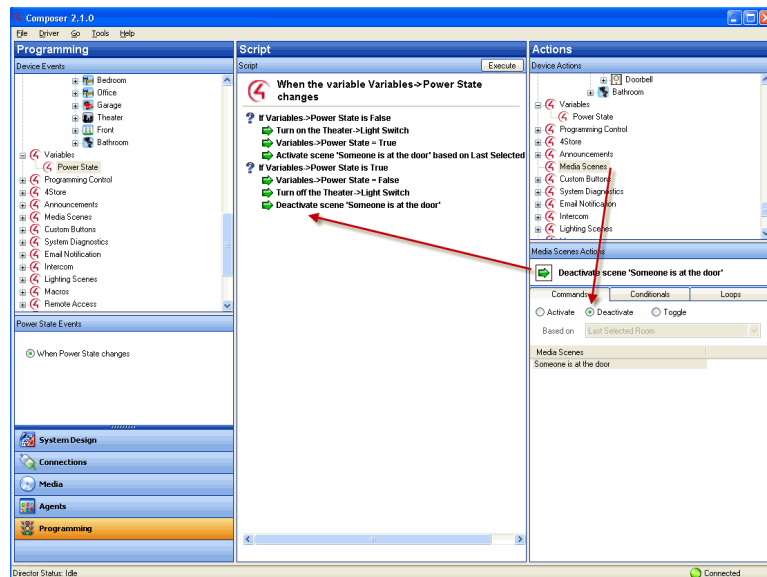 Composer 2.1.0
File Driver Go Tools Help
Programming
Device Events
Bedroom
Office
Garage
Theater
Front
Bathroom
Variables
Power State
Programming Control
4Store
Announcements
Media Scenes
Custom Buttons
System Diagnostics
Email Notification
Intercom
Lighting Scenes
Macros
Remote Access
Power State Events
When Power State changes
System Design
Connections
Media
Agents
Programming
Director Status: Idle
Script
Script Execute
When the variable Variables->Power State
changes
If Variables->Power State is False
Turn on the Theater->Light Switch
Variables->Power State = True
Activate scene 'Someone is at the door' based on Last Selected
If Variables->Power State is True
Variables->Power State = False
Turn off the Theater->Light Switch
Deactivate scene 'Someone is at the door'
Actions
Device Actions
Doorbell
Bathroom
Variables
Power State
Programming Control
4Store
Announcements
Media Scenes
Custom Buttons
System Diagnostics
Email Notification
Intercom
Lighting Scenes
Media Scenes Actions
Deactivate scene 'Someone is at the door'
Commands Conditionals Loops
Activate Deactivate Toggle
Based on Last Selected Room
Media Scenes
Someone is at the door
Connected